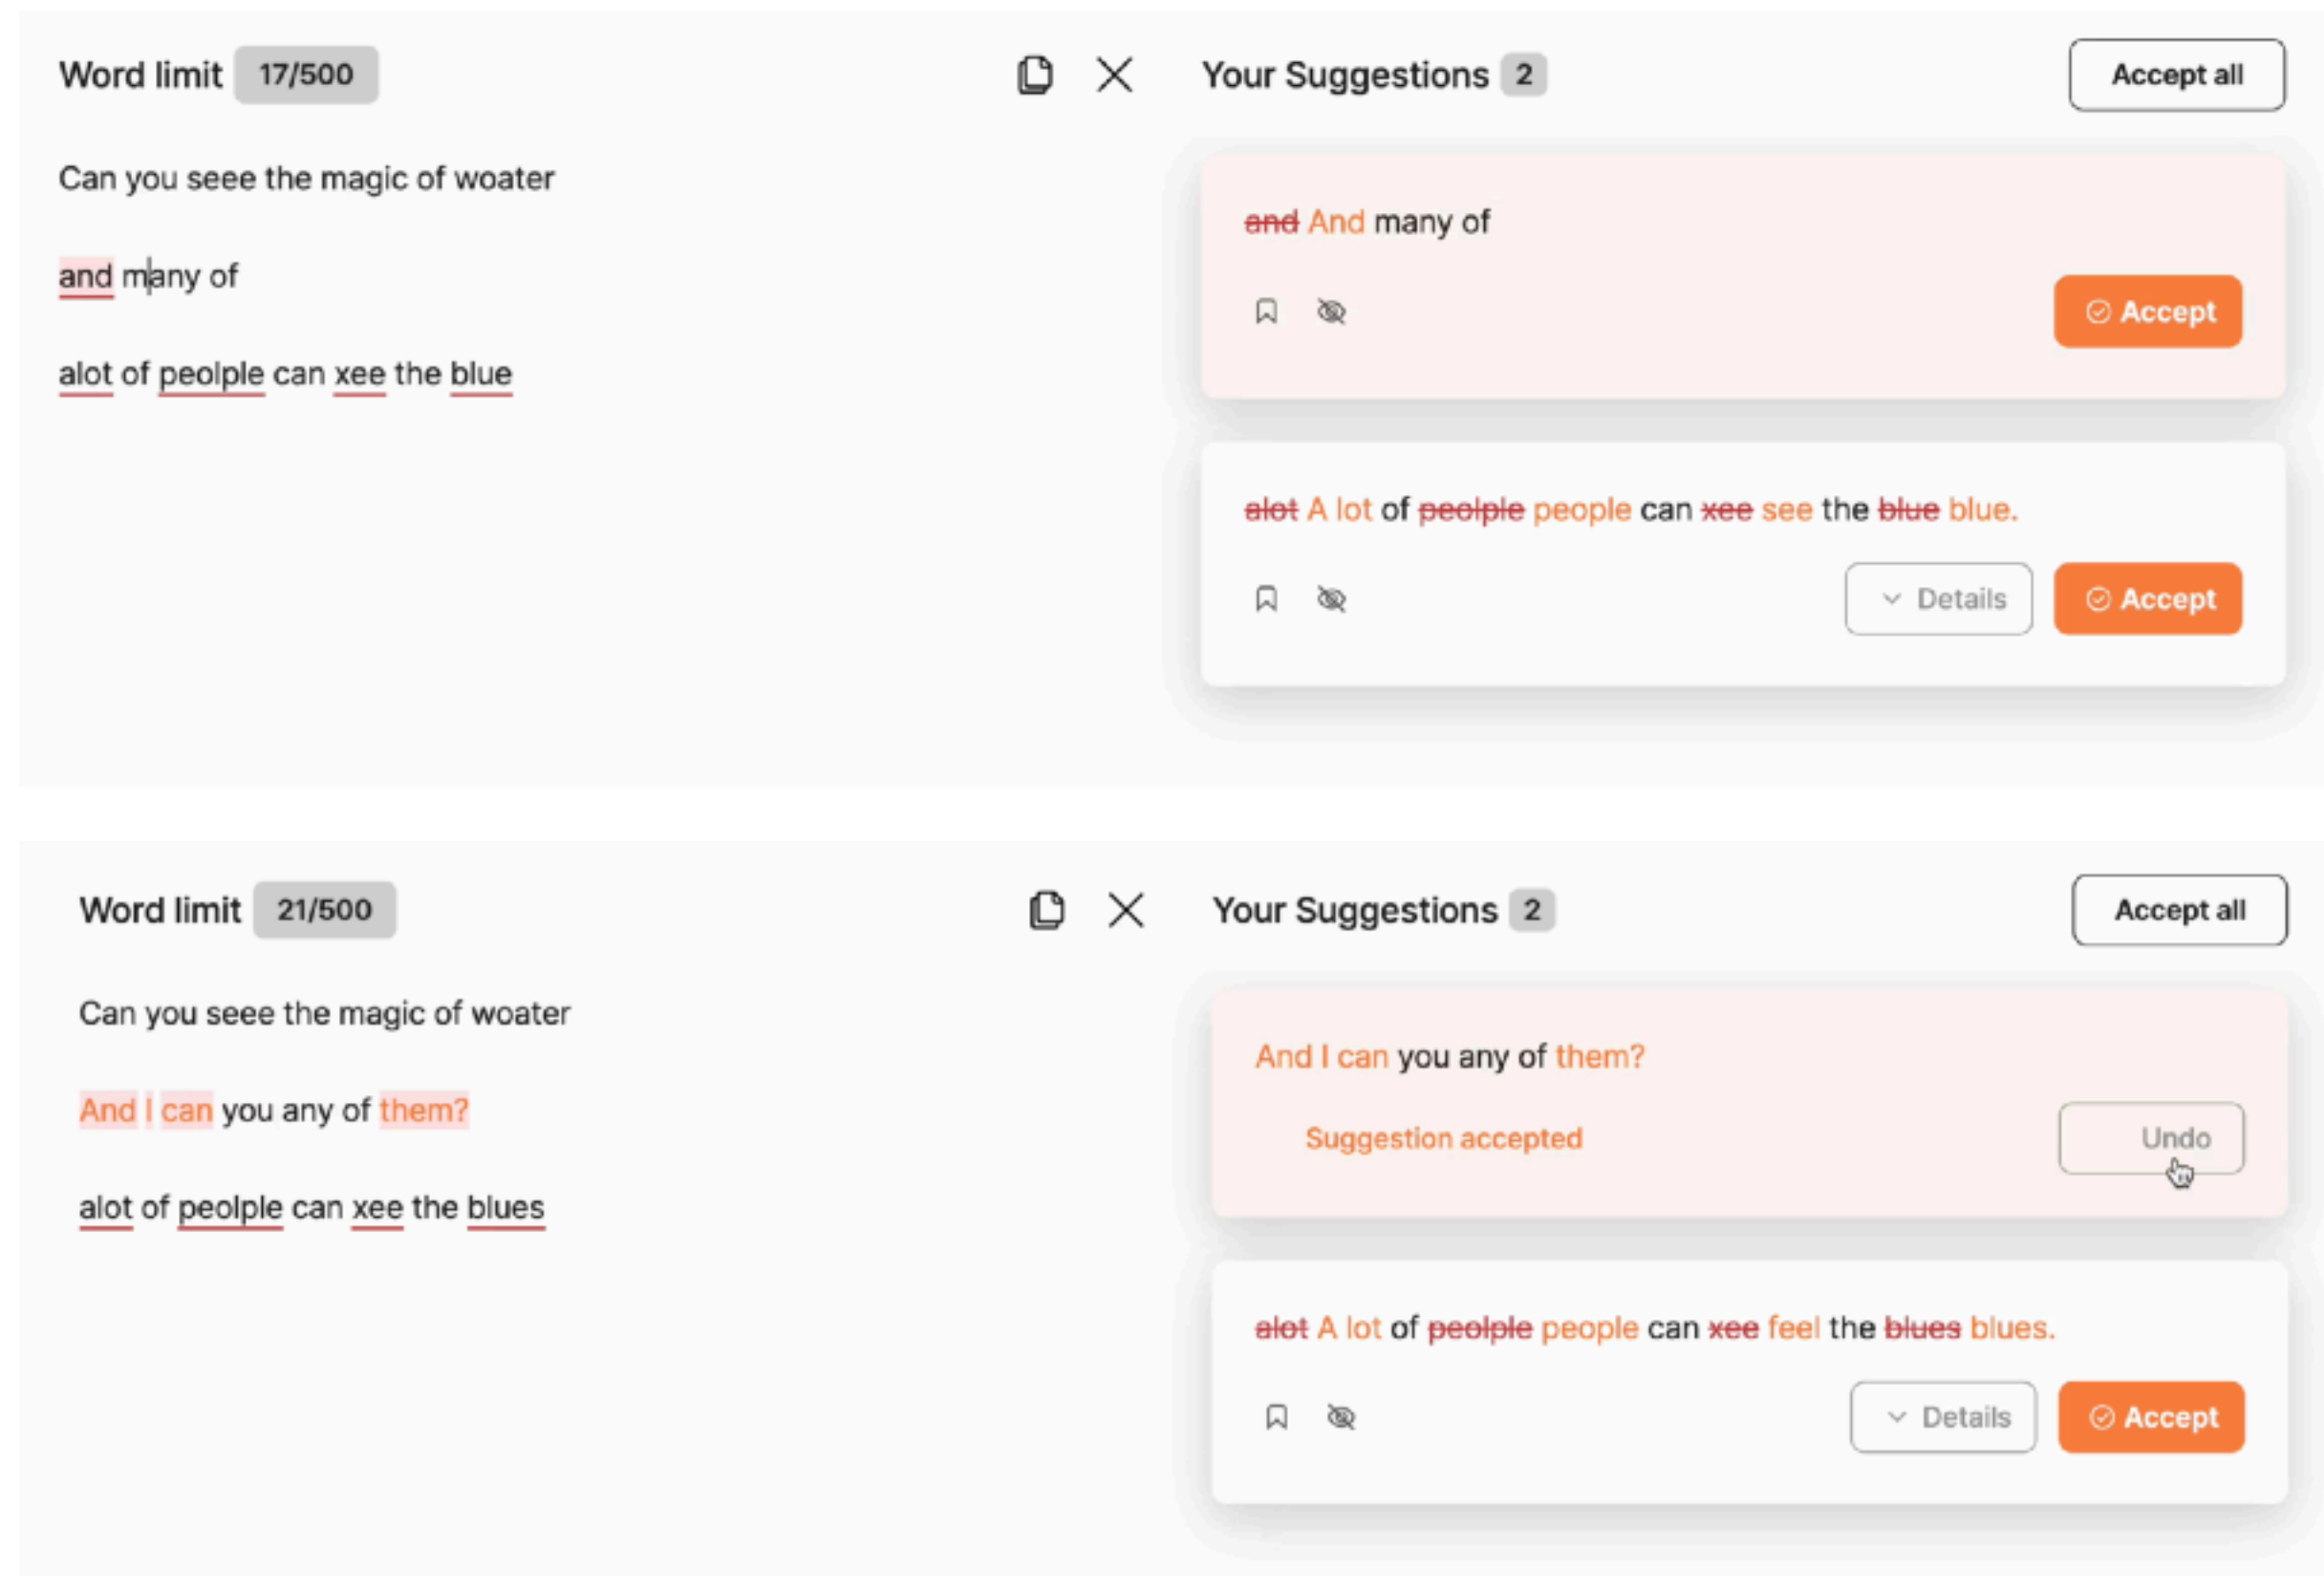 Word limit 17/500
Your Suggestions 2
Accept all
Can you seee the magic of woater
and many of
alot of peolple can xee the blue
and And many of
Accept
alot A lot of peolple people can xee see the blue blue.
Details
Accept
Word limit 21/500
Your Suggestions 2
Accept all
Can you seee the magic of woater
And I can you any of them?
alot of peolple can xee the blues
And I can you any of them?
Suggestion accepted
Undo
alot A lot of peolple people can xee feel the blues blues.
Details
Accept